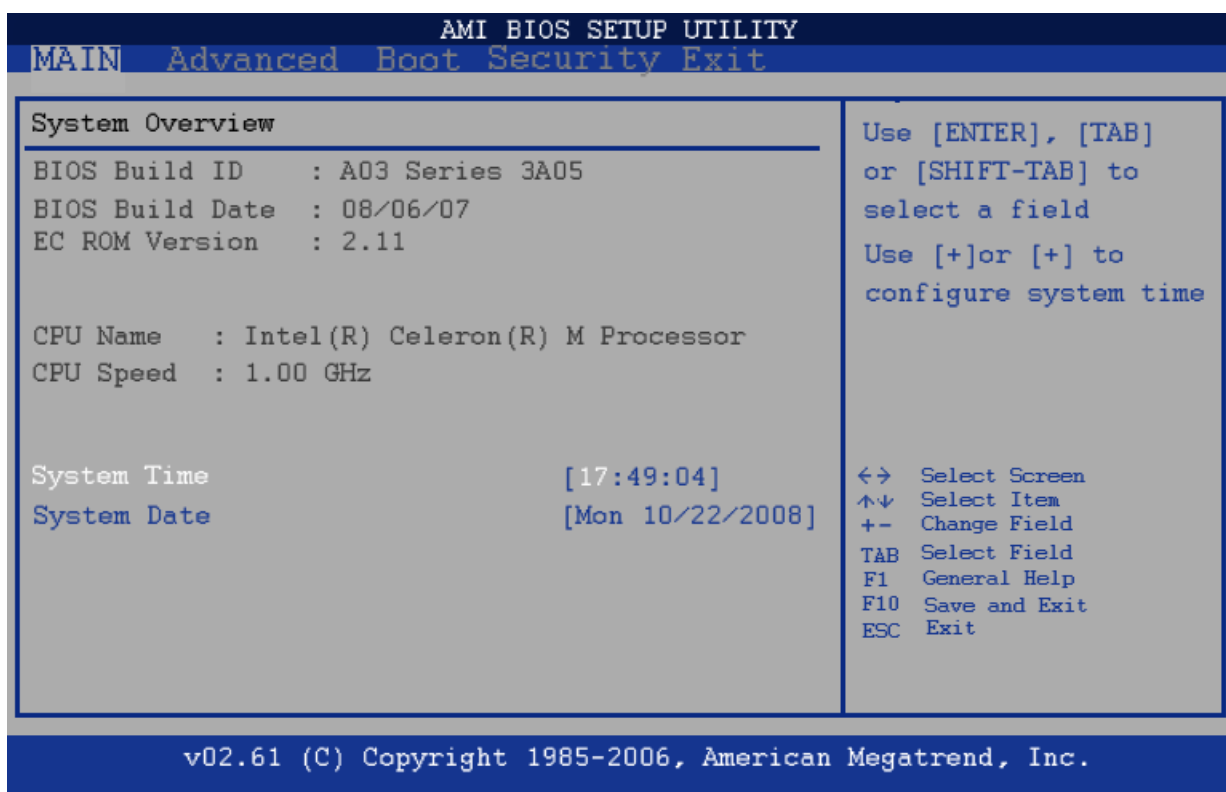 AMI BIOS SETUP UTILITY
MAIN Advanced Boot Security Exit
System Overview
BIOS Build ID : A03 Series 3A05
BIOS Build Date : 08/06/07
EC ROM Version : 2.11
CPU Name : Intel(R) Celeron(R) M Processor
CPU Speed : 1.00 GHz
System Time [17:49:04]
System Date [Mon 10/22/2008]
Use [ENTER], [TAB]
or [SHIFT-TAB] to
select a field
Use [+]or [+] to
configure system time
←→ Select Screen
↑↓ Select Item
+- Change Field
TAB Select Field
F1 General Help
F10 Save and Exit
ESC Exit
v02.61 (C) Copyright 1985-2006, American Megatrend, Inc.